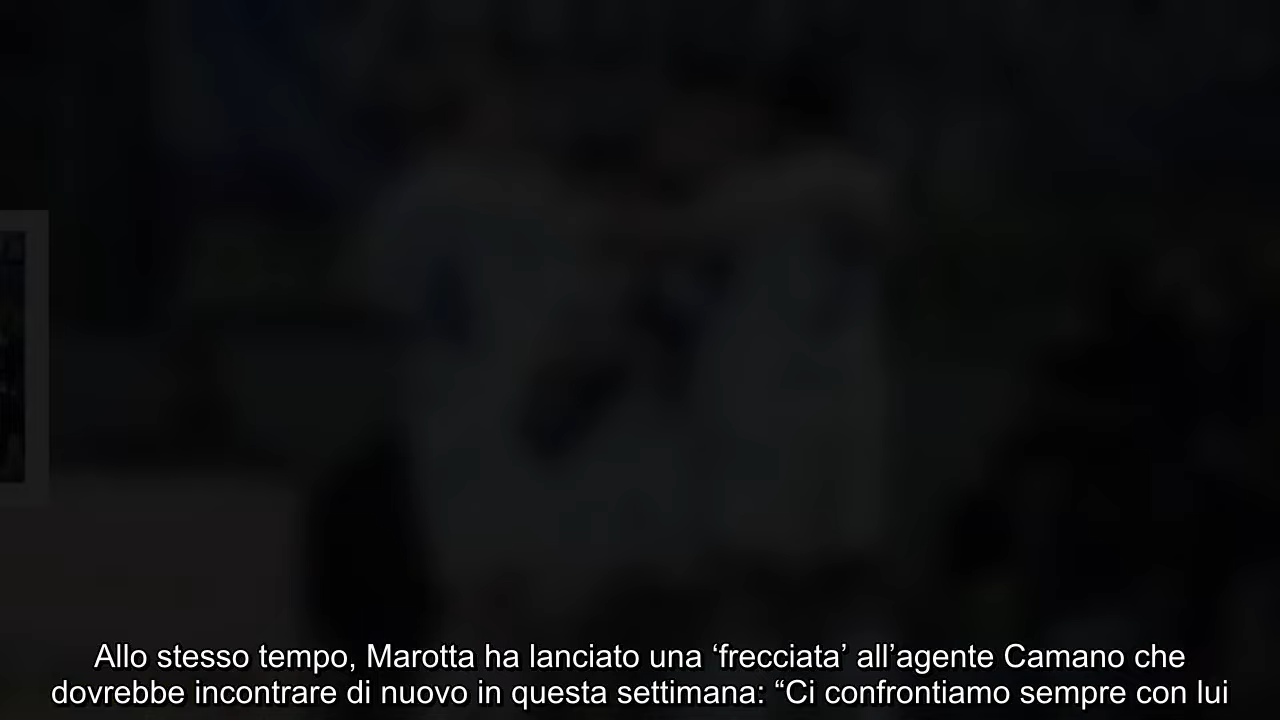 Allo stesso tempo, Marotta ha lanciato una ‘frecciata’ all’agente Camano che
dovrebbe incontrare di nuovo in questa settimana: “Ci confrontiamo sempre con lui